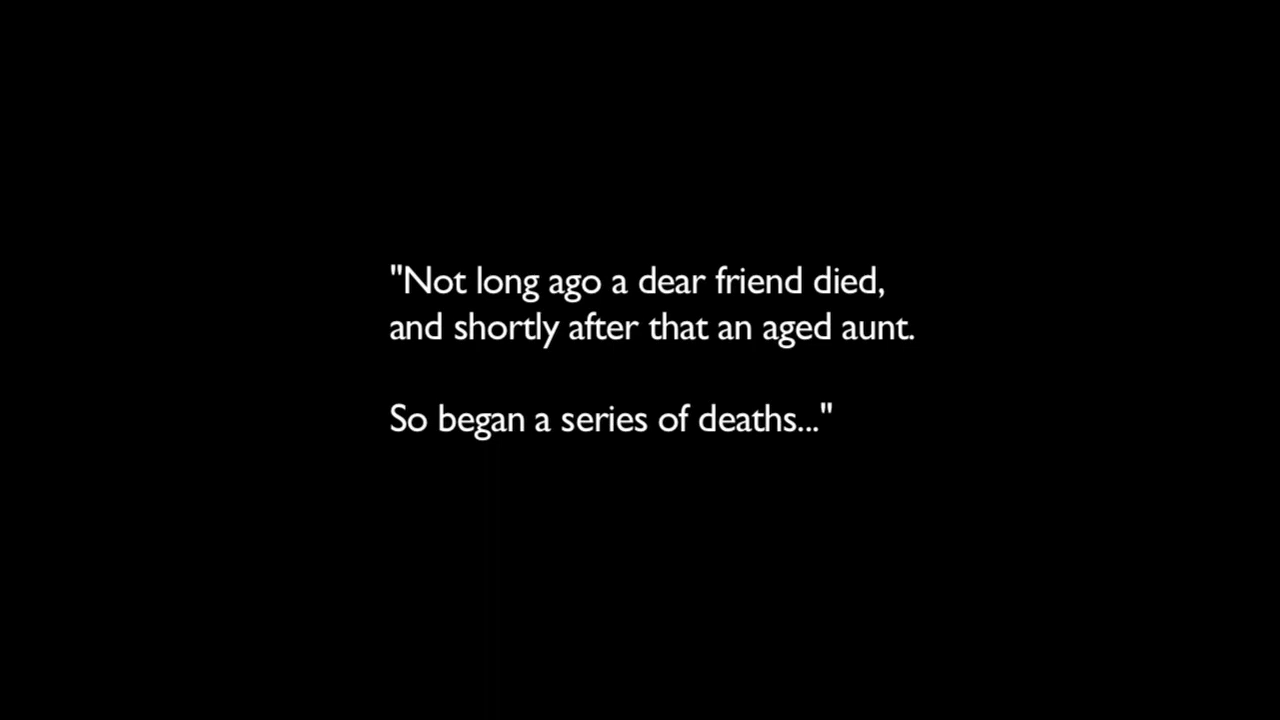 "Not long ago a dear friend died,
and shortly after that an aged aunt.
So began a series of deaths..."